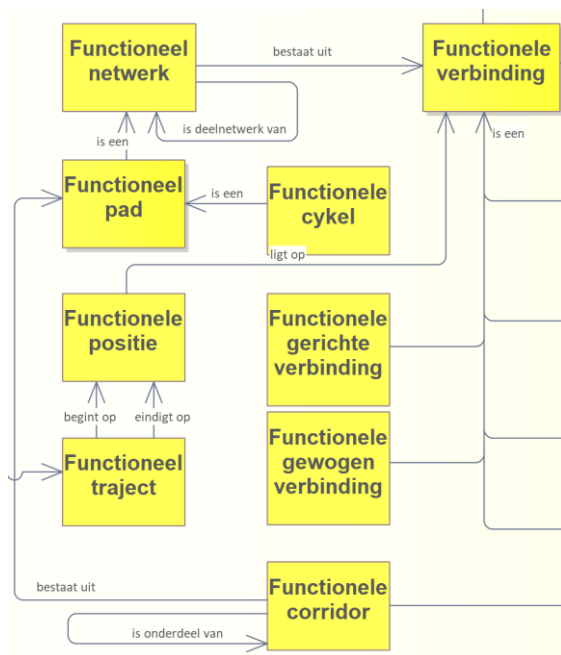 Functioneel
netwerk
bestaat uit
Functionele
verbinding
is deelnetwerk van
is een
is een
Functioneel
pad
is een
Functionele
cykel
ligt op
Functionele
positie
Functionele
gerichte
verbinding
begint op
eindigt op
Functioneel
traject
Functionele
gewogen
verbinding
bestaat uit
Functionele
corridor
is onderdeel van